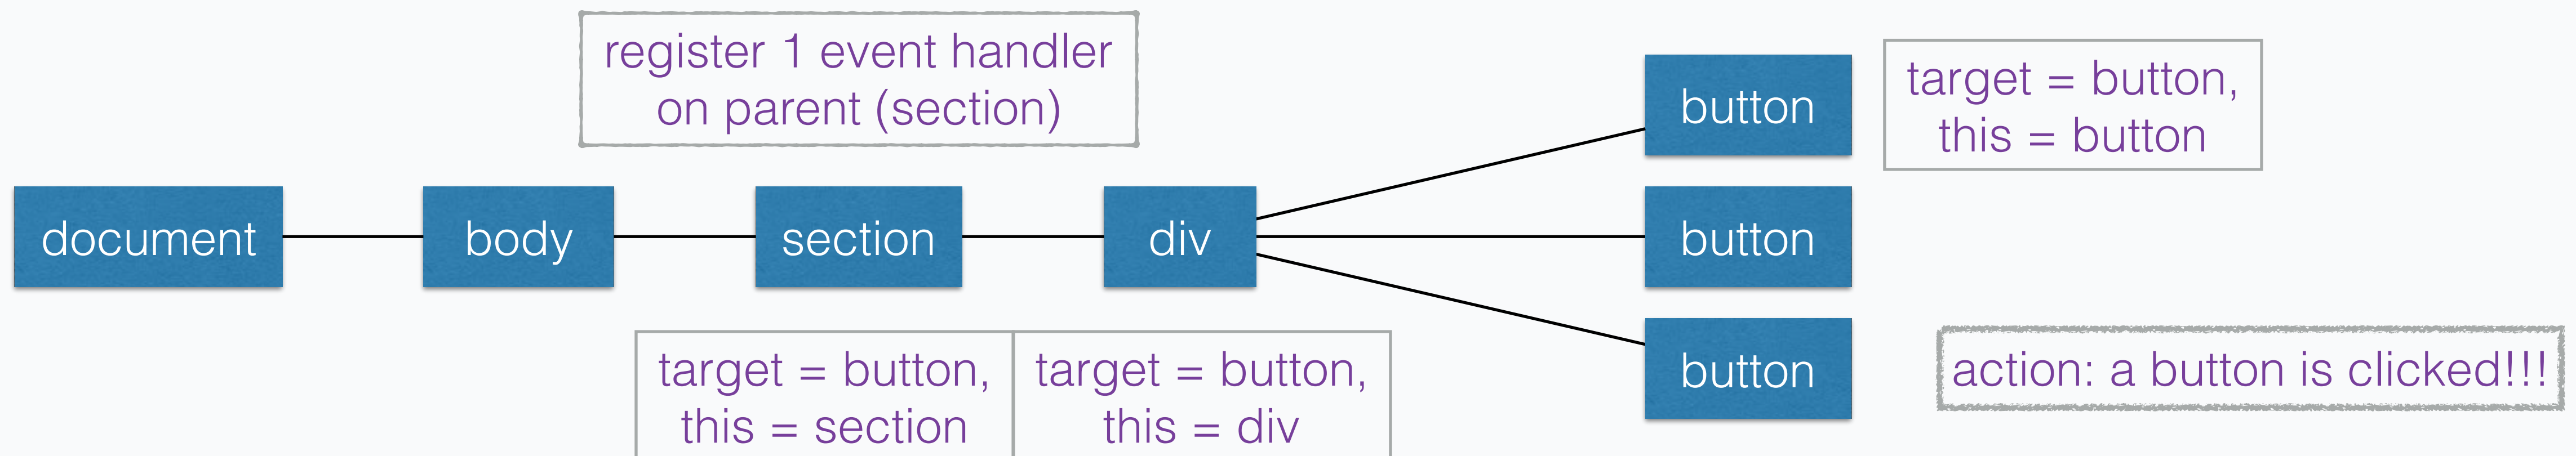 register 1 event handler
on parent (section)
button
target = button,
this = button
document
body
section
div
button
target = button,
this = section
target = button,
this = div
button
action: a button is clicked!!!